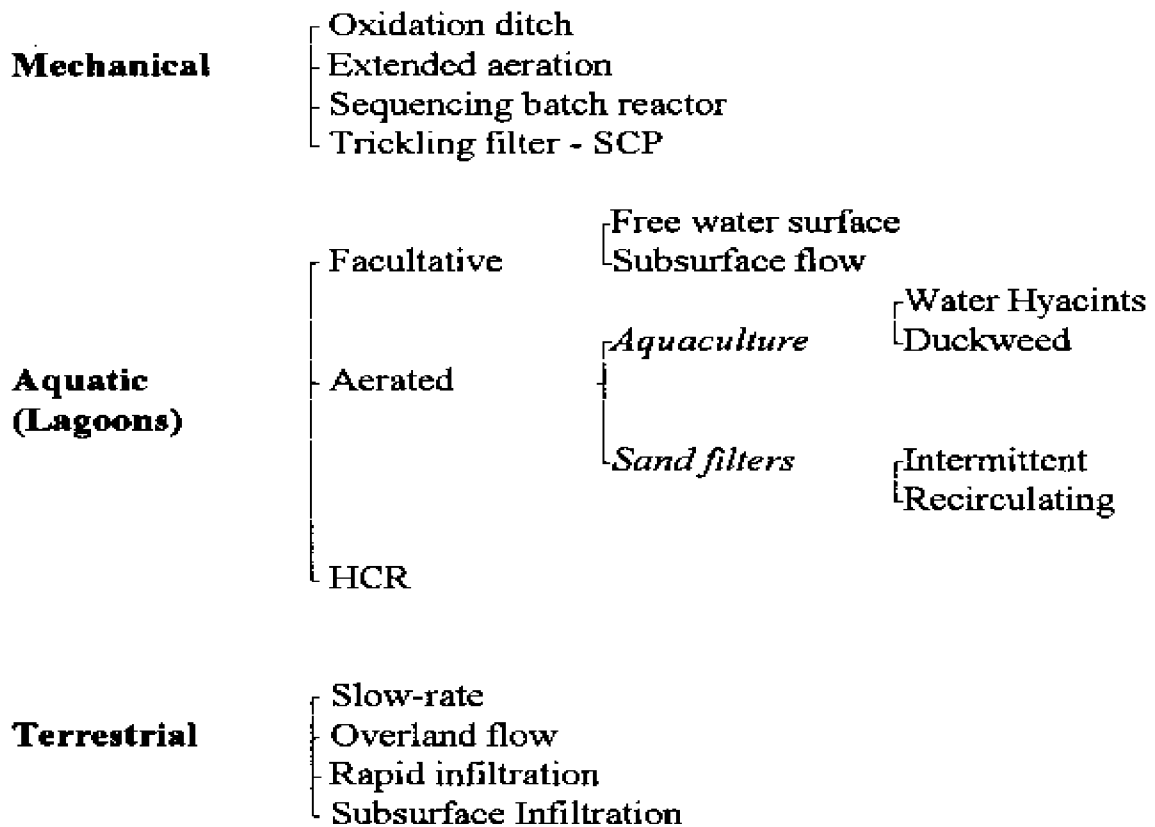 Oxidation ditch
Mechanical
Extended aeration
Sequencing batch reactor
Trickling filter - SCP
Free water surface
Facultative
Subsurface flow
Water Hyacints
Aquaculture
Duckweed
Aquatic
(Lagoons)
Aerated
Sand filters
Intermittent
Recirculating
HCR
Slow-rate
Terrestrial
Overland flow
Rapid infiltration
Subsurface Infiltration